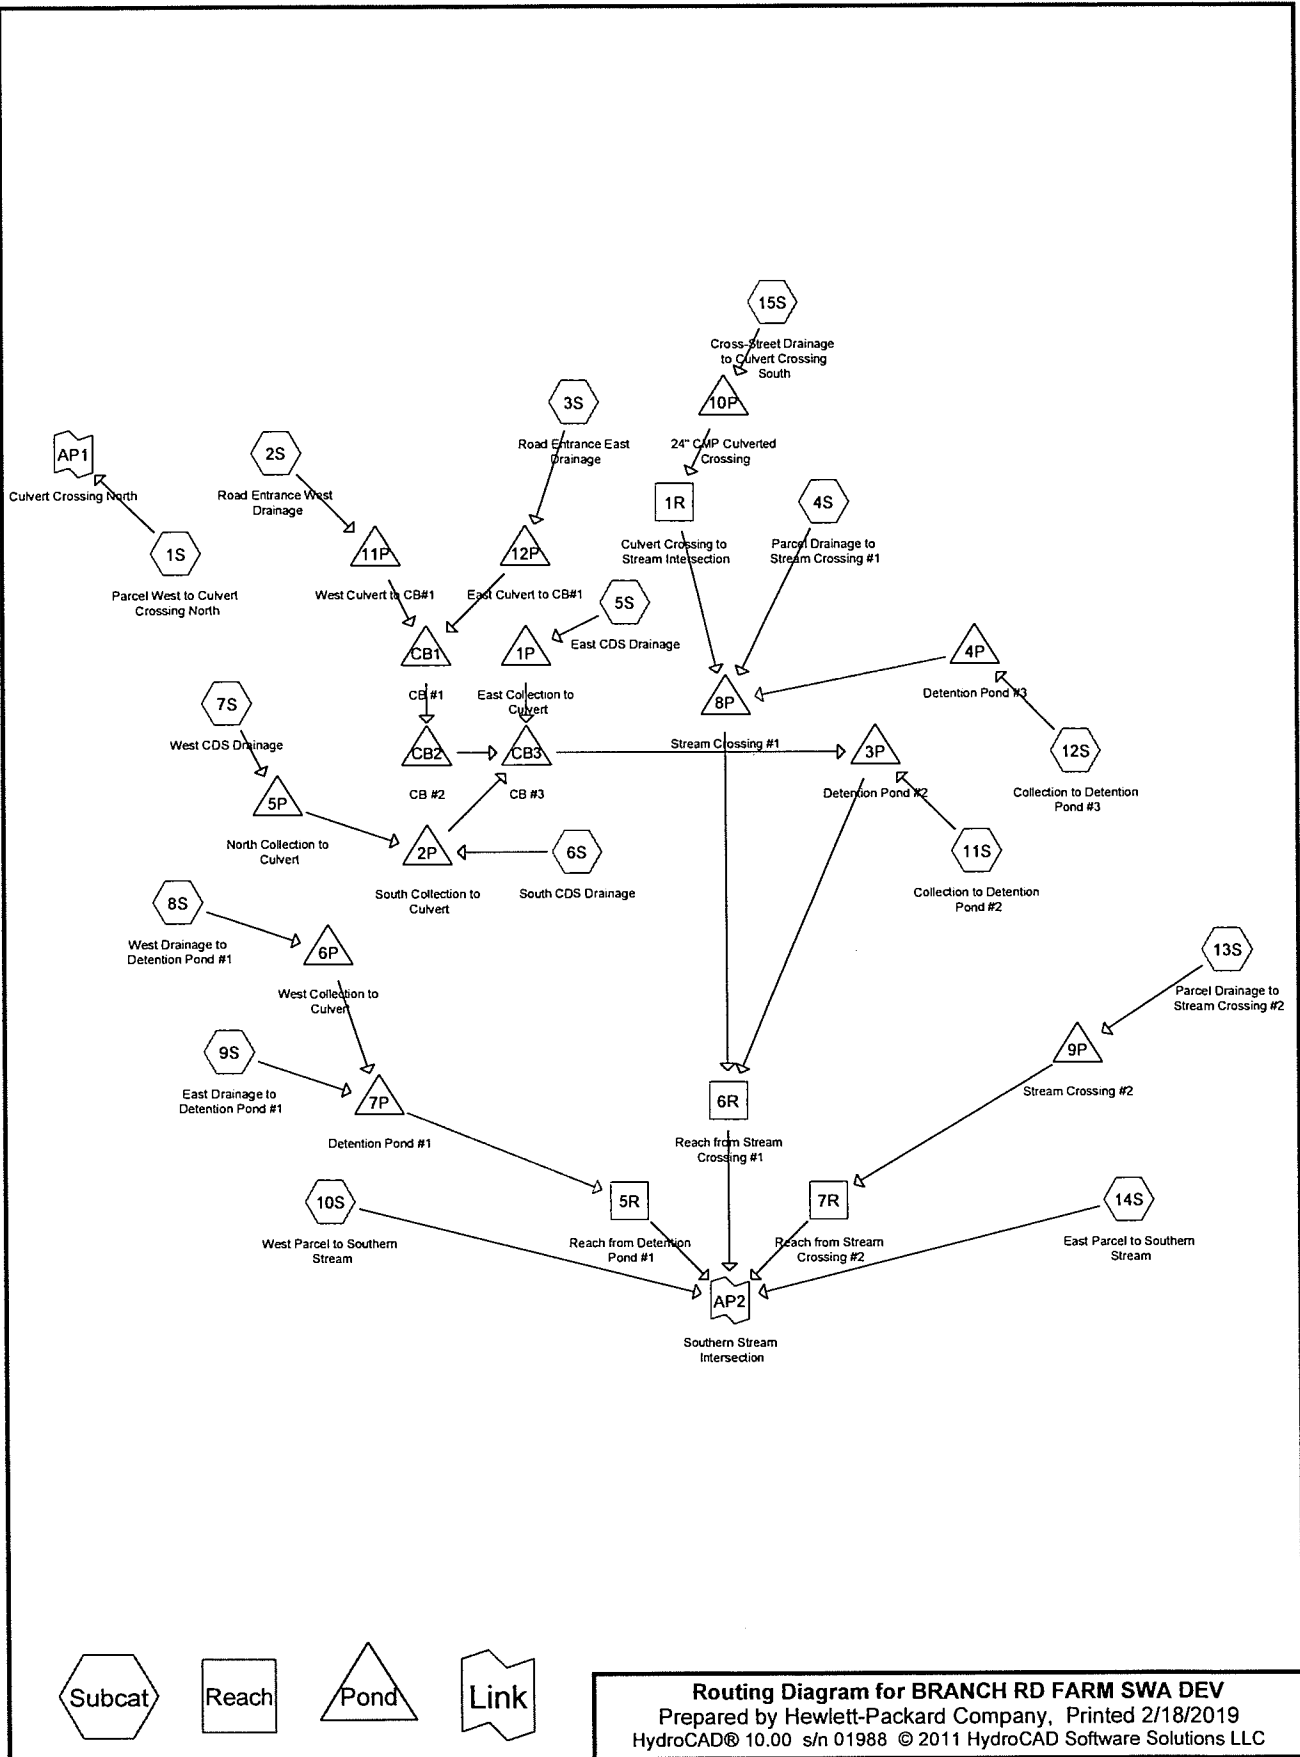 15S
Cross-Street Drainage
to Culvert Crossing
South
10P
24" CMP Culverted
Crossing
3S
Road Entrance East
Drainage
AP1
Culvert Crossing North
2S
Road Entrance West
Drainage
1R
Culvert Crossing to
Stream Intersection
4S
Parcel Drainage to
Stream Crossing #1
1S
Parcel West to Culvert
Crossing North
11P
West Culvert to CB#1
12P
East Culvert to CB#1
5S
East CDS Drainage
CB1
CB #1
1P
East Collection to
Culvert
4P
Detention Pond #3
8P
Stream Crossing #1
7S
West CDS Drainage
CB2
CB #2
CB3
CB #3
3P
Detention Pond #2
12S
Collection to Detention
Pond #3
5P
North Collection to
Culvert
2P
South Collection to
Culvert
6S
South CDS Drainage
11S
Collection to Detention
Pond #2
8S
West Drainage to
Detention Pond #1
6P
West Collection to
Culvert
13S
Parcel Drainage to
Stream Crossing #2
9S
East Drainage to
Detention Pond #1
7P
Detention Pond #1
9P
Stream Crossing #2
6R
Reach from Stream
Crossing #1
10S
West Parcel to Southern
Stream
5R
Reach from Detention
Pond #1
7R
Reach from Stream
Crossing #2
14S
East Parcel to Southern
Stream
AP2
Southern Stream
Intersection
Subcat
Reach
Pond
Link
Routing Diagram for BRANCH RD FARM SWA DEV
Prepared by Hewlett-Packard Company, Printed 2/18/2019
HydroCAD® 10.00 s/n 01988 © 2011 HydroCAD Software Solutions LLC